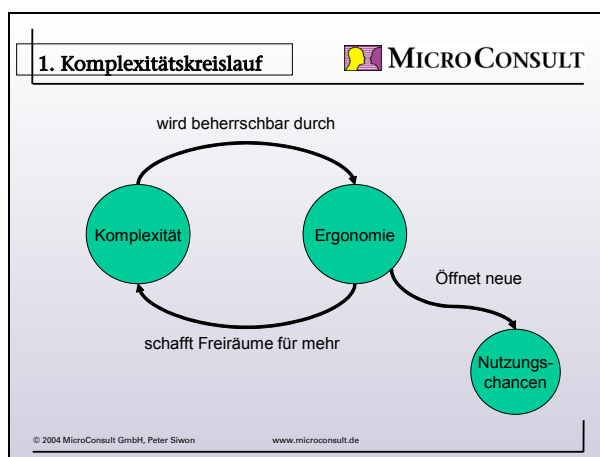 1. Komplexitätskreislauf
MICROCONSULT
wird beherrschbar durch
Komplexität
Ergonomie
Öffnet neue
schafft Freiräume für mehr
Nutzungs-
chancen
© 2004 MicroConsult GmbH, Peter Siwon www.microconsult.de